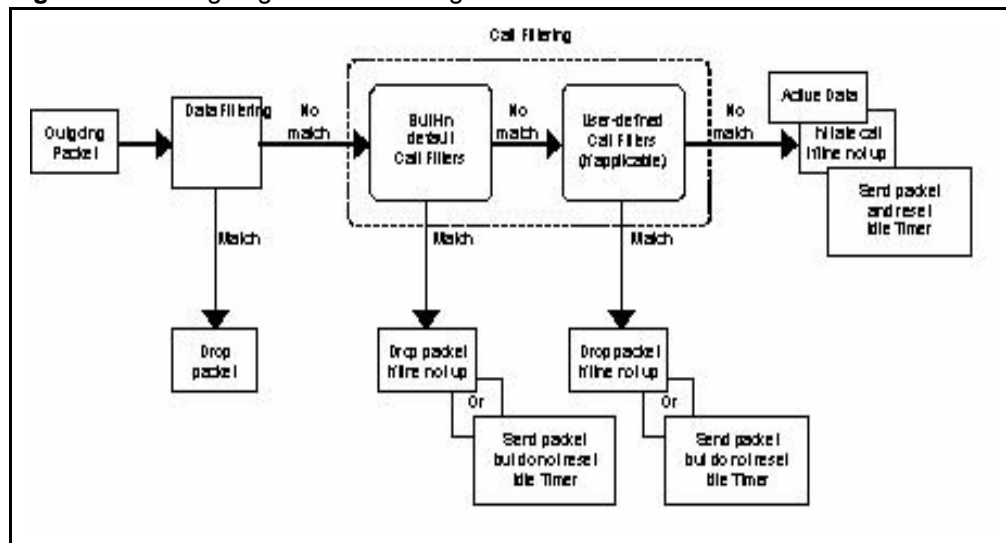 Call Filtering
Outgoing
Packet
Data Filtering
No
match
Built-in
default
Call Filters
No
match
User-defined
Call Filters
(if applicable)
No
match
Active Data
Initiate call
if line not up
Send packet
and reset
Idle Timer
Match
Match
Match
Drop
packet
Drop packet
if line not up
Or
Send packet
but do not reset
Idle Timer
Drop packet
if line not up
Or
Send packet
but do not reset
Idle Timer